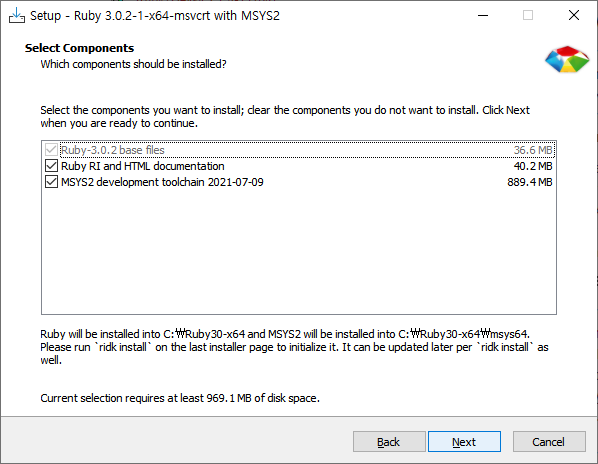 Setup - Ruby 3.0.2-1-x64-msvcrt with MSYS2
Select Components
Which components should be installed?
Select the components you want to install; clear the components you do not want to install. Click Next
when you are ready to continue.
Ruby-3.0.2 base files 36.6 MB
Ruby RI and HTML documentation 40.2 MB
MSYS2 development toolchain 2021-07-09 889.4 MB
Ruby will be installed into C:₩Ruby30-x64 and MSYS2 will be installed into C:₩Ruby30-x64₩msys64.
Please run `ridk install` on the last installer page to initialize it. It can be updated later per `ridk install` as
well.
Current selection requires at least 969.1 MB of disk space.
Back Next Cancel